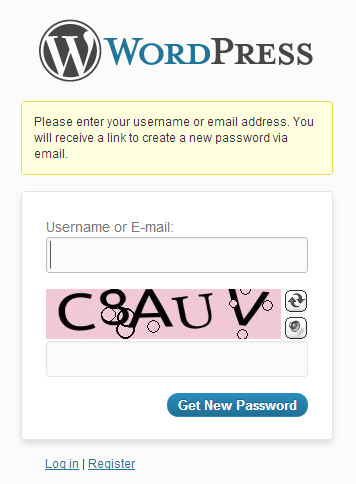 WORDPRESS
Please enter your username or email address. You
will receive a link to create a new password via
email.
Username or E-mail:
C8AUV
Get New Password
Log in | Register